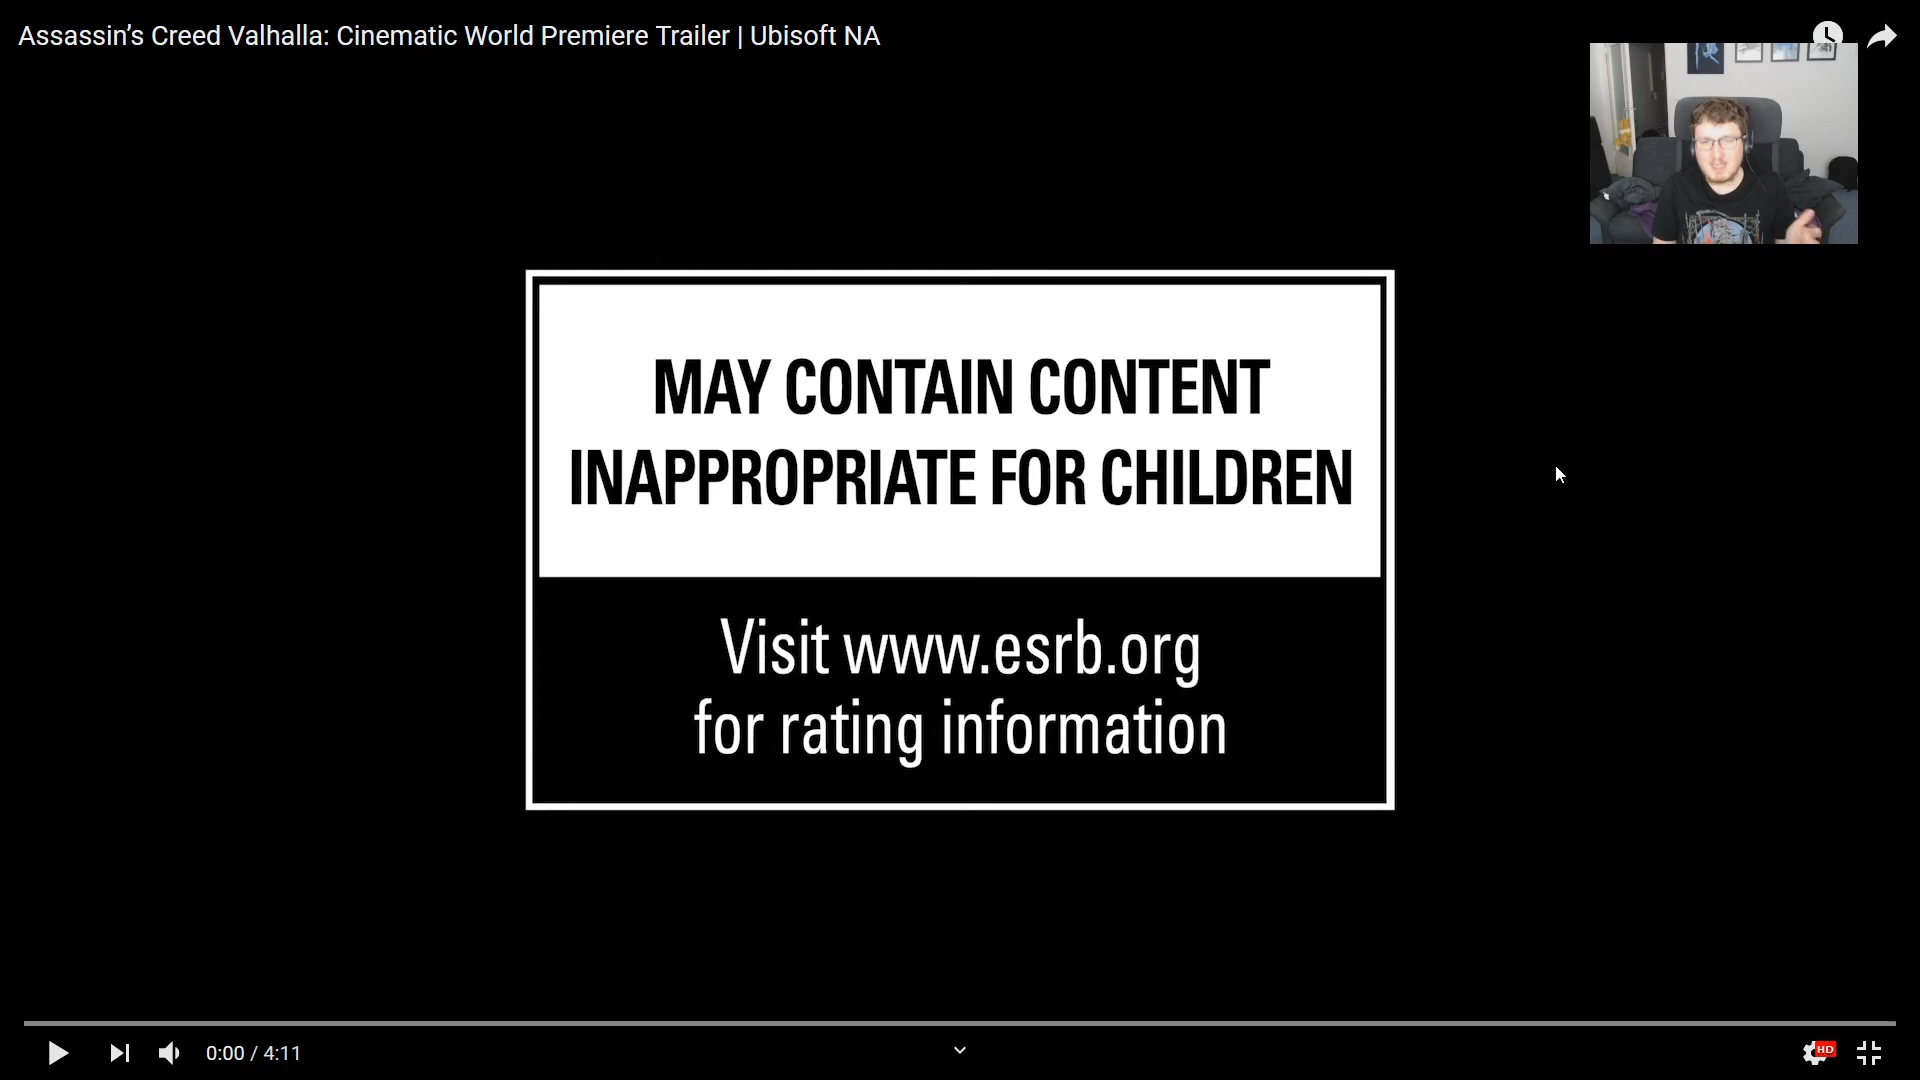 Assassin’s Creed Valhalla: Cinematic World Premiere Trailer | Ubisoft NA
MAY CONTAIN CONTENT
INAPPROPRIATE FOR CHILDREN
Visit www.esrb.org
for rating information
0:00 / 4:11
HD